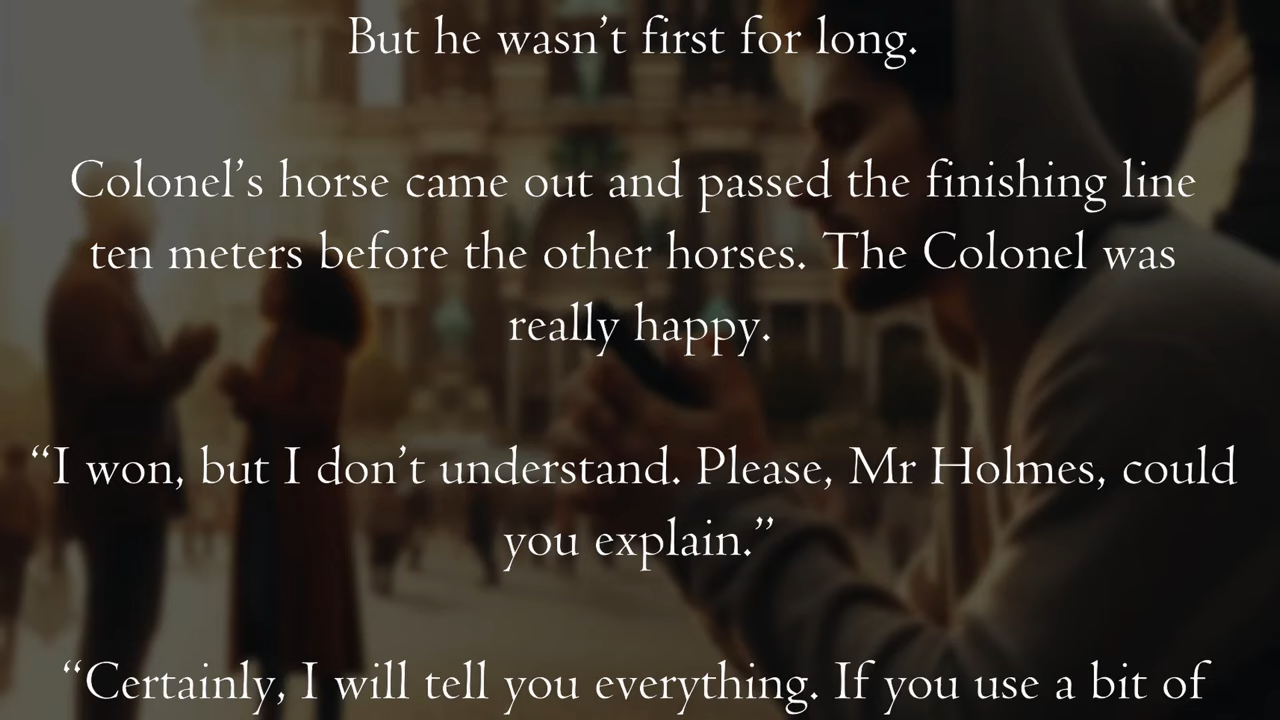 But he wasn’t first for long.
Colonel’s horse came out and passed the finishing line
ten meters before the other horses. The Colonel was
really happy.
“I won, but I don’t understand. Please, Mr Holmes, could
you explain.”
“Certainly, I will tell you everything. If you use a bit of